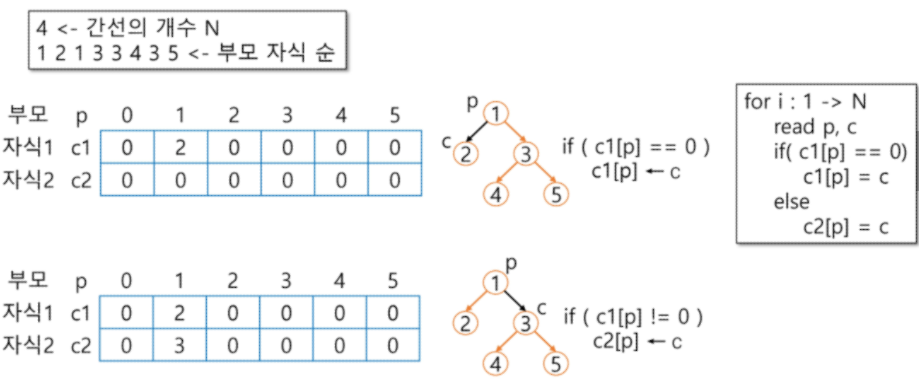 4 <- 간선의 개수 N
1 2 1 3 3 4 3 5 <- 부모 자식 순
부모 p 0 1 2 3 4 5
자식1 c1 0 2 0 0 0 0
자식2 c2 0 0 0 0 0 0
p
1
c
2 3
4 5
if ( c1[p] == 0 )
c1[p] ← c
for i : 1 -> N
read p, c
if( c1[p] == 0)
c1[p] = c
else
c2[p] = c
부모 p 0 1 2 3 4 5
자식1 c1 0 2 0 0 0 0
자식2 c2 0 3 0 0 0 0
p
1
c
2 3
4 5
if ( c1[p] != 0 )
c2[p] ← c